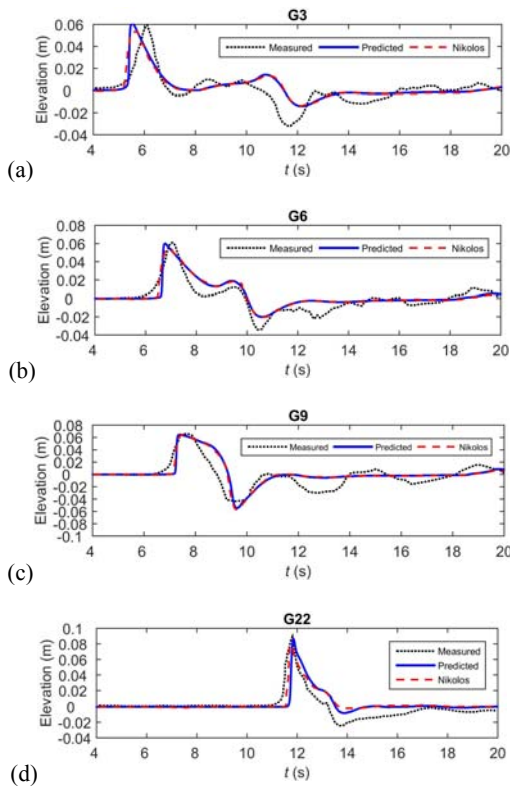 G3
0.06
0.04
0.02
0
-0.02
-0.04
Elevation (m)
Measured Predicted Nikolos
4 6 8 10 12 14 16 18 20
t (s)
(a)
G6
0.08
0.06
0.04
0.02
0
-0.02
-0.04
Elevation (m)
Measured Predicted Nikolos
4 6 8 10 12 14 16 18 20
t (s)
(b)
G9
0.08
0.06
0.04
0.02
0
-0.02
-0.04
-0.06
-0.08
-0.1
Elevation (m)
Measured Predicted Nikolos
4 6 8 10 12 14 16 18 20
t (s)
(c)
G22
0.1
0.08
0.06
0.04
0.02
0
-0.02
-0.04
Elevation (m)
Measured
Predicted
Nikolos
4 6 8 10 12 14 16 18 20
t (s)
(d)